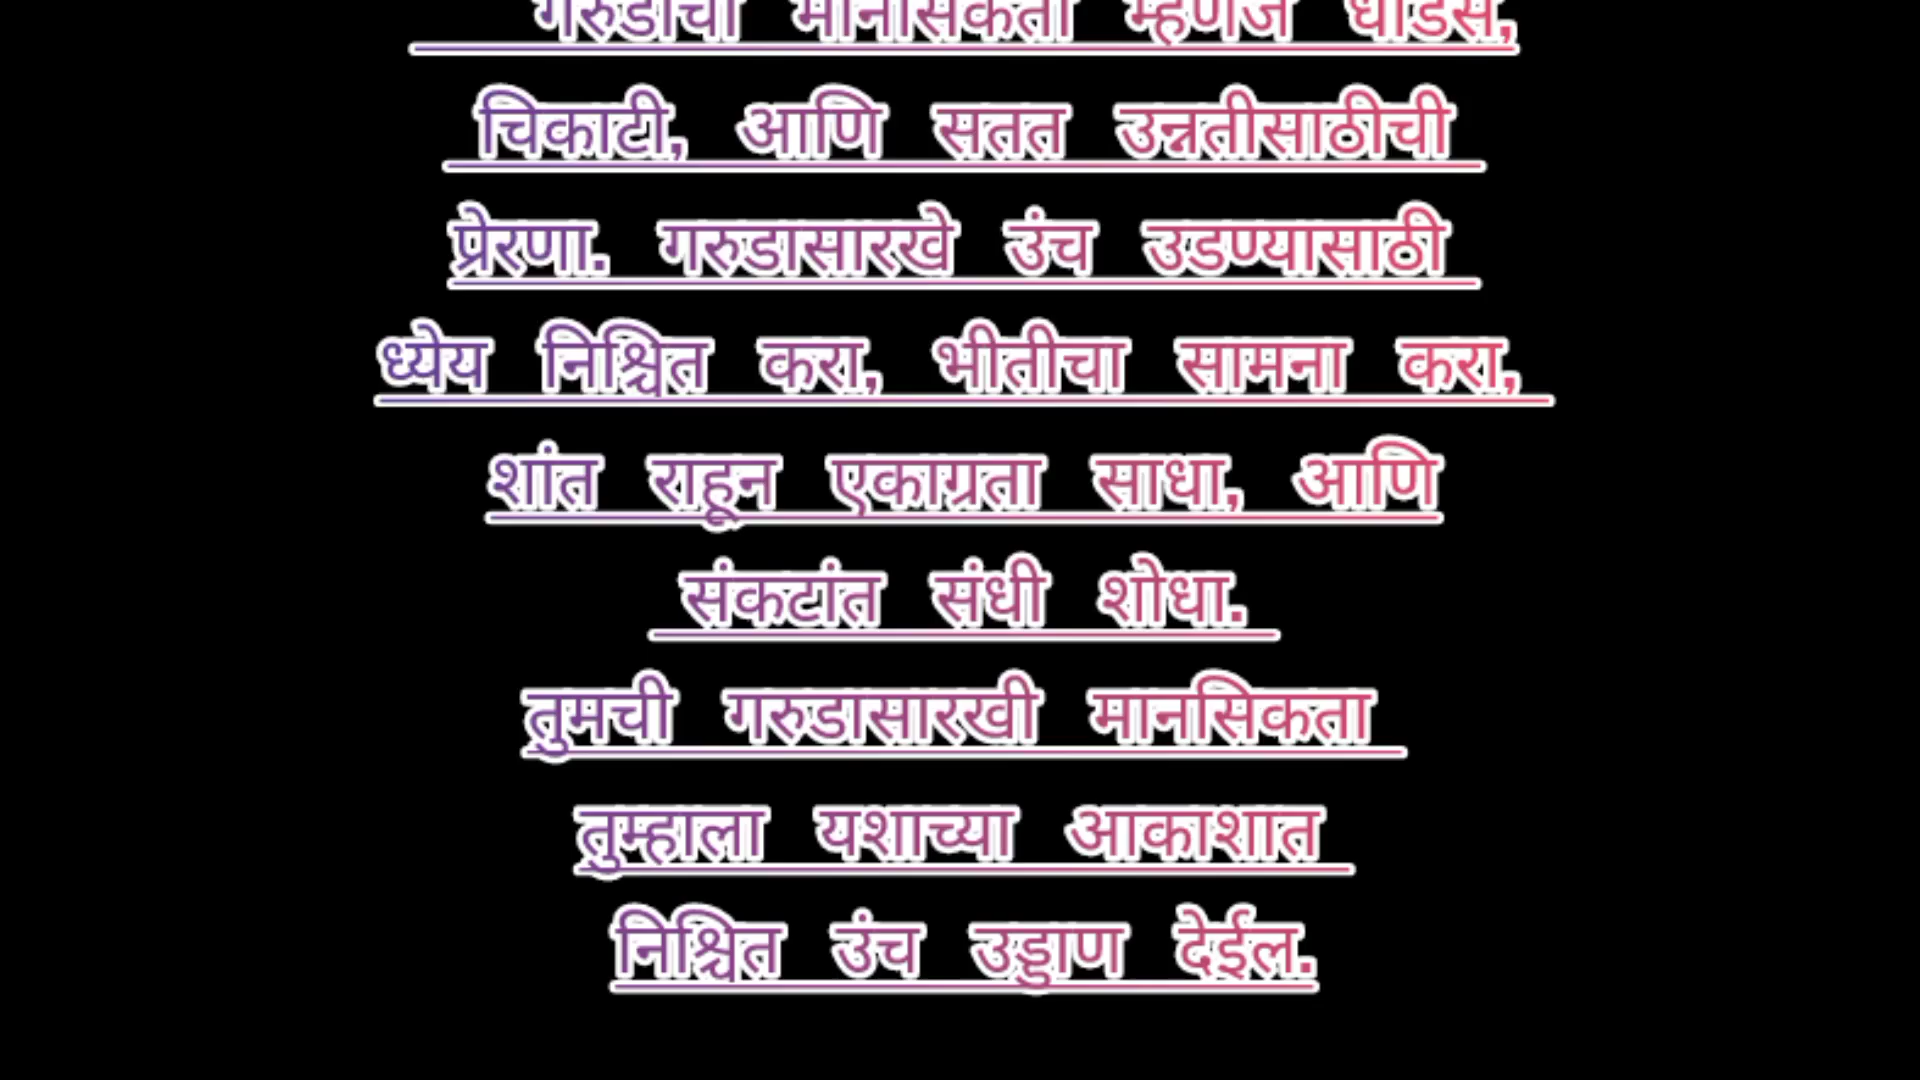 गरुडाची मानसिकता म्हणजे धाडस,
चिकाटी, आणि सतत उन्नतीसाठीची
प्रेरणा. गरुडासारखे उंच उडण्यासाठी
ध्येय निश्चित करा, भीतीचा सामना करा,
शांत राहून एकाग्रता साधा, आणि
संकटांत संधी शोधा.
तुमची गरुडासारखी मानसिकता
तुम्हाला यशाच्या आकाशात
निश्चित उंच उड्डाण देईल.